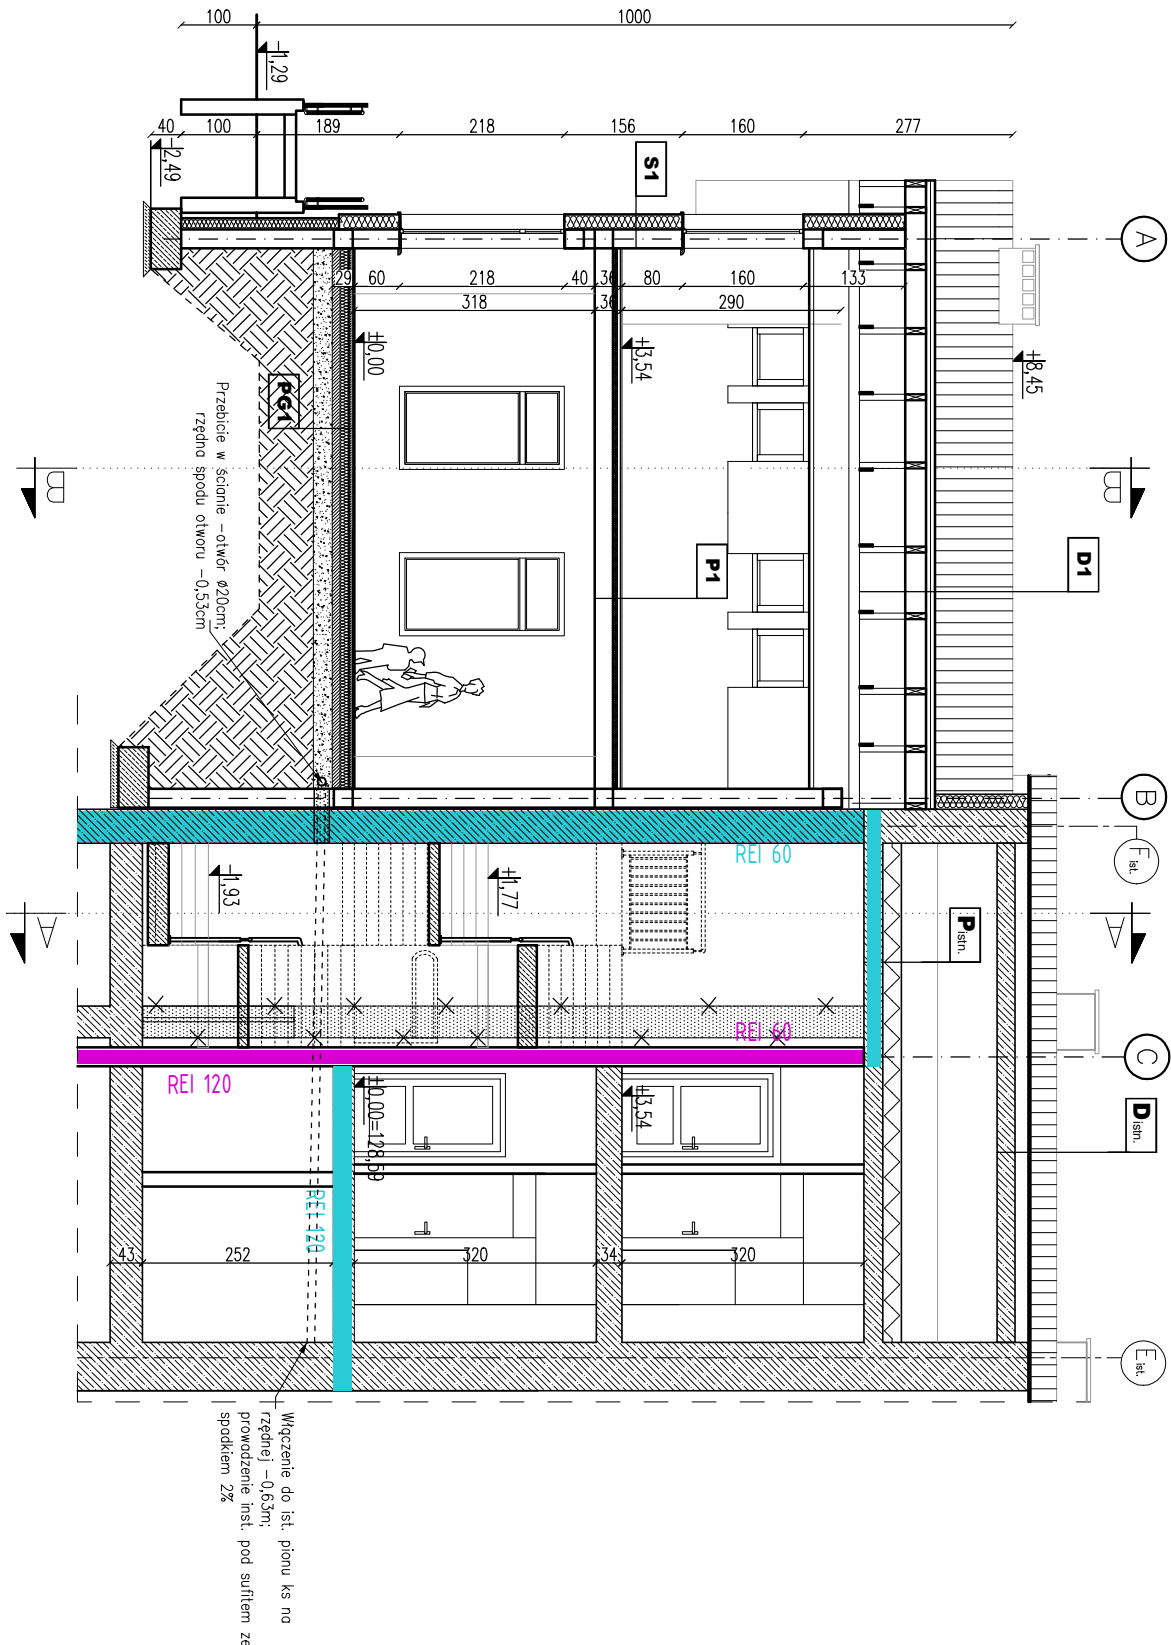 100
1000
-1,29
40
100
189
218
156
160
277
-2,49
S1
A
29
60
218
40
36
80
160
133
318
36
290
±0,00
+3,54
+8,45
PG1
Przebicie w ścianie -otwór ø20cm;
rzędna spodu otworu -0,53cm
B
B
P1
D1
B
REI 60
F ist.
-1,93
+1,77
A
A
P istn.
REI 60
C
REI 120
±0,00=128,59
+3,54
D istn.
REI 120
43
252
320
34
320
E ist.
Włączenie do ist. pionu ks na
rzędnej -0,63m;
prowadzenie inst. pod sufitem ze
spadkiem 2%